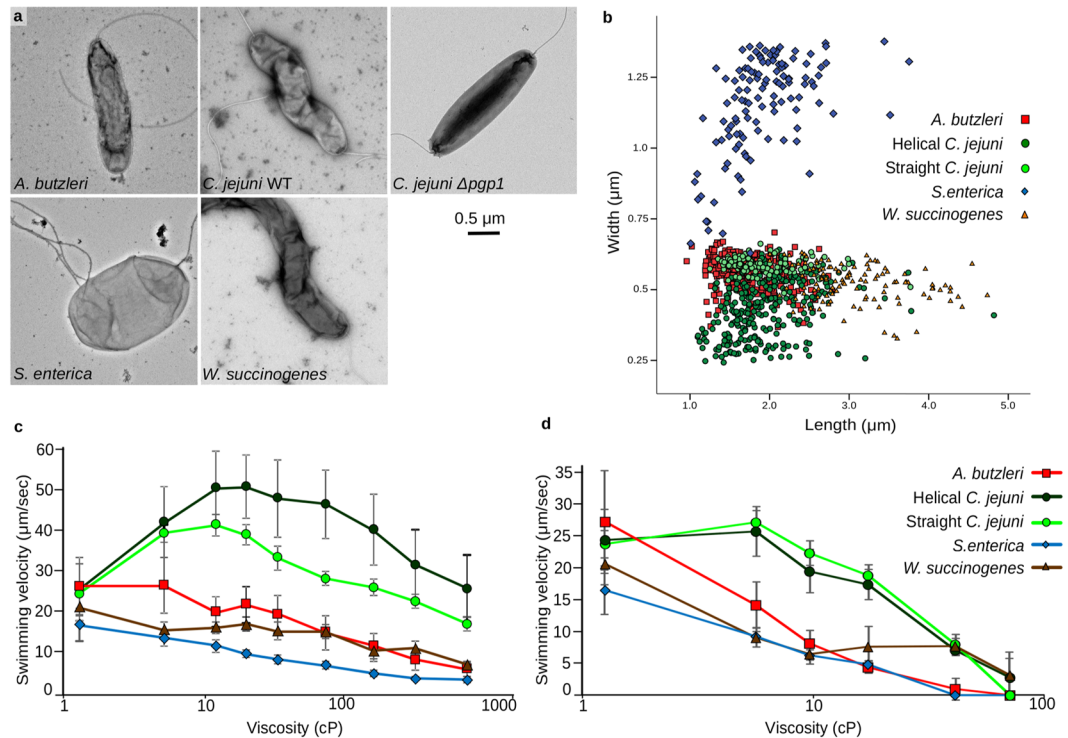 a
A. butzleri
C. jejuni WT
C. jejuni Δpgp1
S. enterica
W. succinogenes
0.5 μm
b
Width (μm)
1.25
1.0
0.75
0.5
0.25
1.0 2.0 3.0 4.0 5.0
Length (μm)
A. butzleri
Helical C. jejuni
Straight C. jejuni
S.enterica
W. succinogenes
c
Swimming velocity (μm/sec)
60
50
40
30
20
10
0
1 10 100 1000
Viscosity (cP)
d
Swimming velocity (μm/sec)
35
30
25
20
15
10
5
0
1 10 100
Viscosity (cP)
A. butzleri
Helical C. jejuni
Straight C. jejuni
S.enterica
W. succinogenes